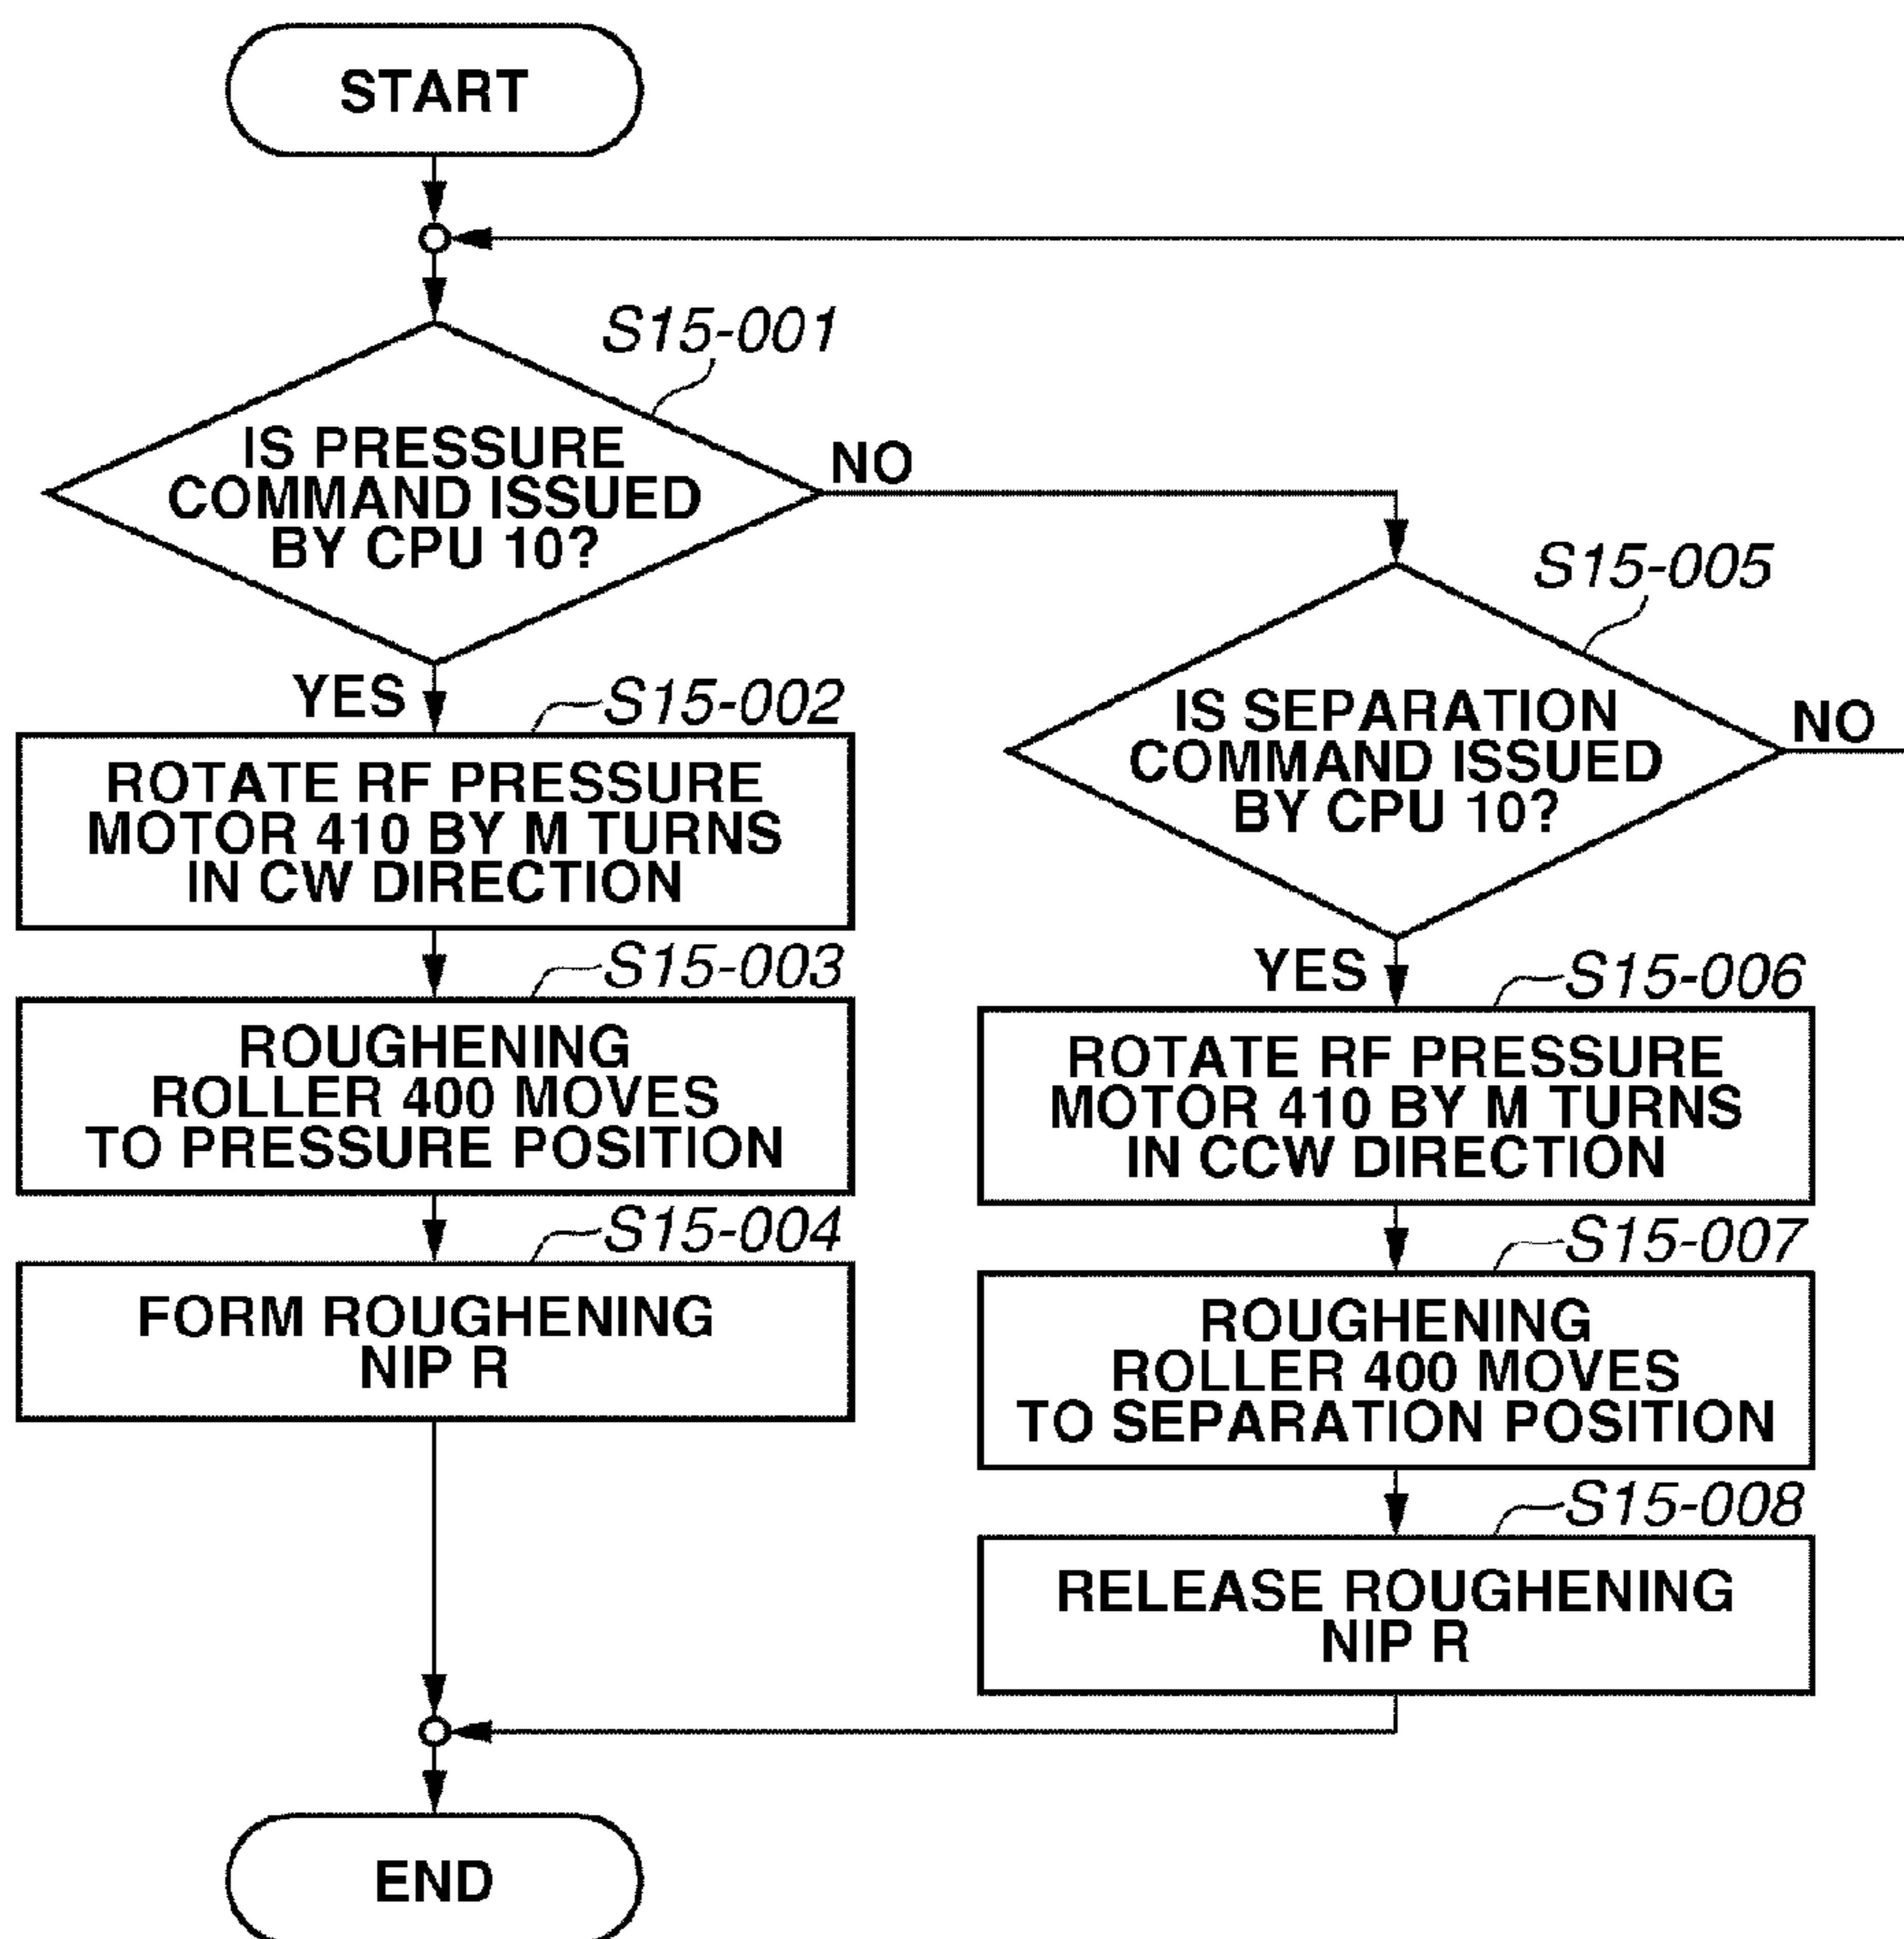 START
S15-001
IS PRESSURE
COMMAND ISSUED
BY CPU 10?
NO
YES
S15-002
ROTATE RF PRESSURE
MOTOR 410 BY M TURNS
IN CW DIRECTION
S15-003
ROUGHENING
ROLLER 400 MOVES
TO PRESSURE POSITION
S15-004
FORM ROUGHENING
NIP R
S15-005
IS SEPARATION
COMMAND ISSUED
BY CPU 10?
NO
YES
S15-006
ROTATE RF PRESSURE
MOTOR 410 BY M TURNS
IN CCW DIRECTION
S15-007
ROUGHENING
ROLLER 400 MOVES
TO SEPARATION POSITION
S15-008
RELEASE ROUGHENING
NIP R
END